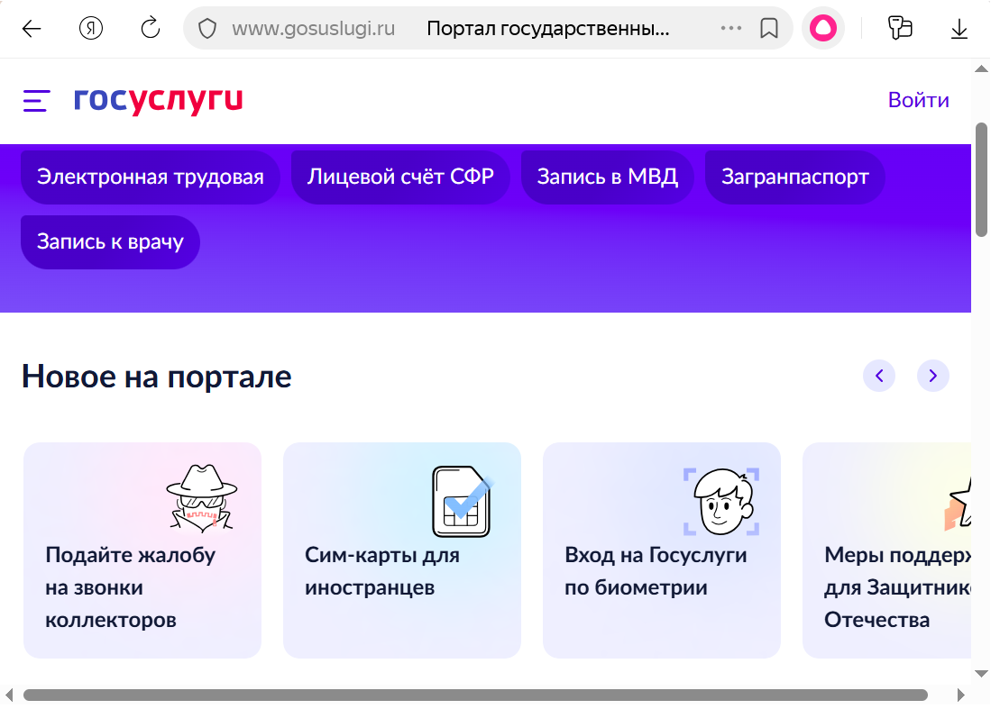 Я www.gosuslugi.ru Портал государственны...
госуслуги Войти
Электронная трудовая Лицевой счёт СФР Запись в МВД Загранпаспорт
Запись к врачу
Новое на портале
Подайте жалобу
на звонки
коллекторов
Сим-карты для
иностранцев
Вход на Госуслуги
по биометрии
Меры поддерж
для Защитник
Отечества